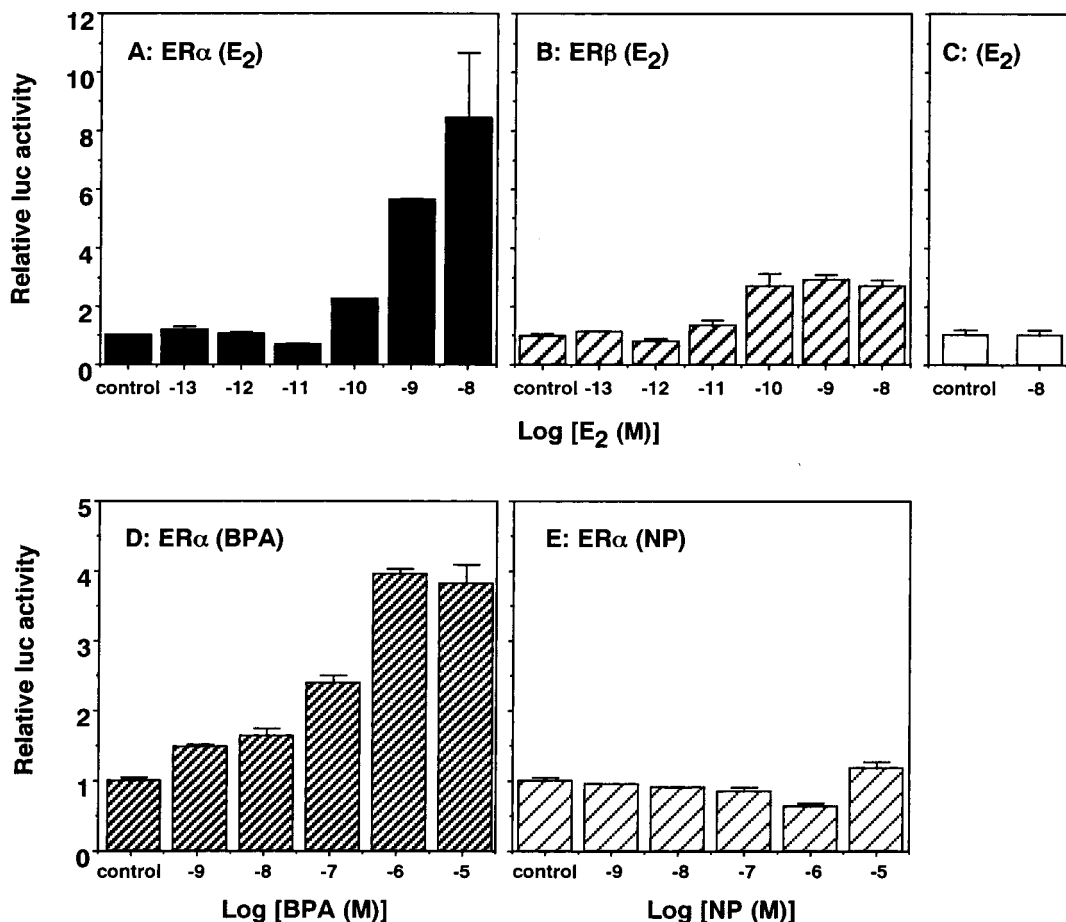 Relative luc activity
12
10
8
6
4
2
0
A: ERα (E2)
B: ERβ (E2)
C: (E2)
control -13 -12 -11 -10 -9 -8
control -13 -12 -11 -10 -9 -8
control -8
Log [E2 (M)]
Relative luc activity
5
4
3
2
1
0
D: ERα (BPA)
E: ERα (NP)
control -9 -8 -7 -6 -5
control -9 -8 -7 -6 -5
Log [BPA (M)]
Log [NP (M)]